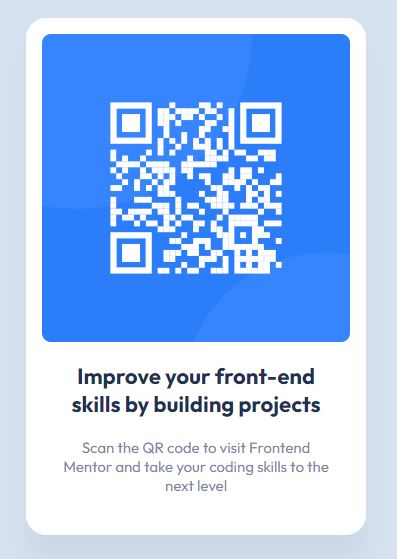 Improve your front-end
skills by building projects
Scan the QR code to visit Frontend
Mentor and take your coding skills to the
next level